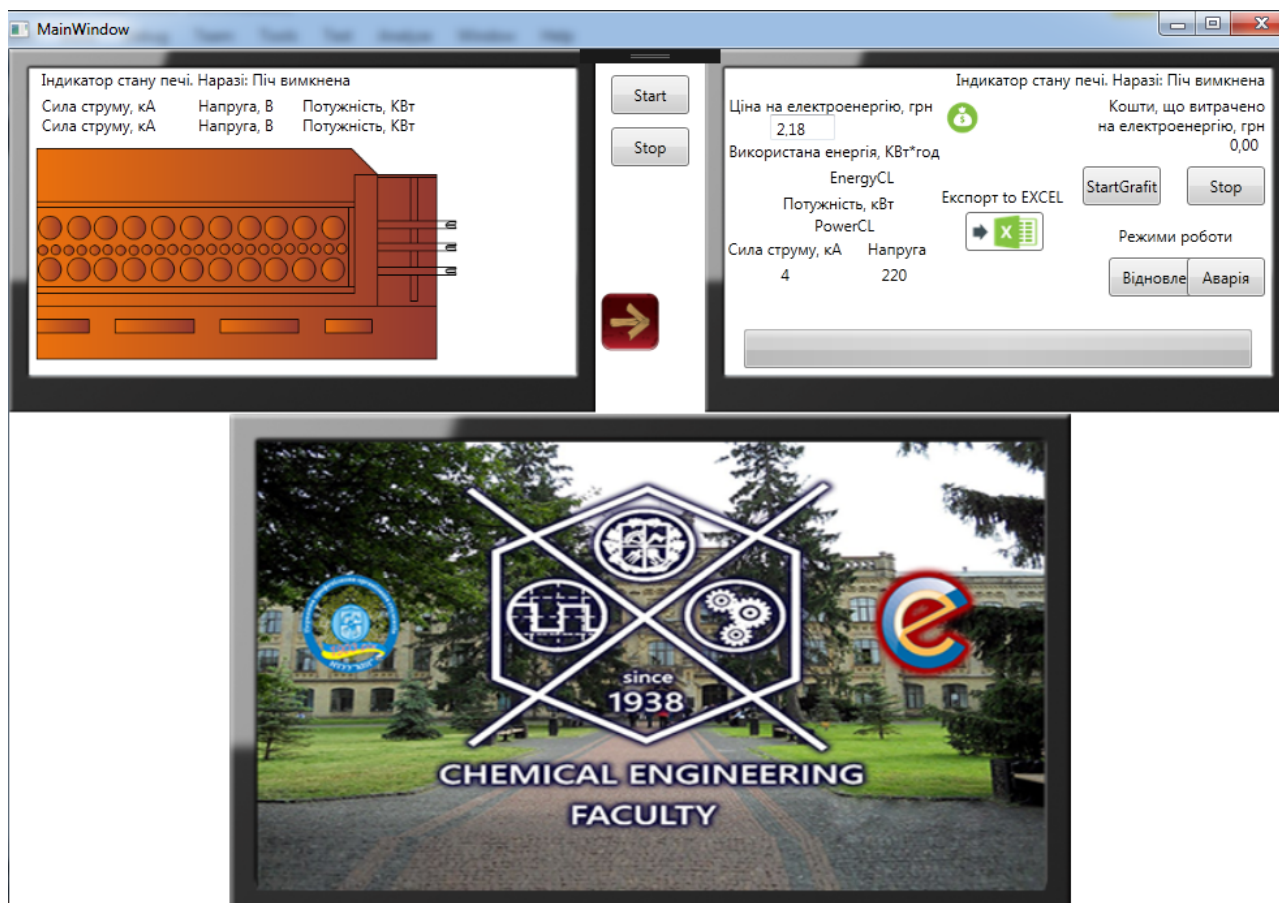 MainWindow
Індикатор стану печі. Наразі: Піч вимкнена
Сила струму, кА Напруга, В Потужність, КВт
Сила струму, кА Напруга, В Потужність, КВт
Start
Stop
Індикатор стану печі. Наразі: Піч вимкнена
Ціна на електроенергію, грн
2,18
Кошти, що витрачено
на електроенергію, грн
0,00
Використана енергія, КВт*год
EnergyCL
Потужність, кВт
PowerCL
Сила струму, кА Напруга
4 220
Експорт to EXCEL
StartGrafit Stop
Режими роботи
Відновле Аварія
since
1938
CHEMICAL ENGINEERING
FACULTY